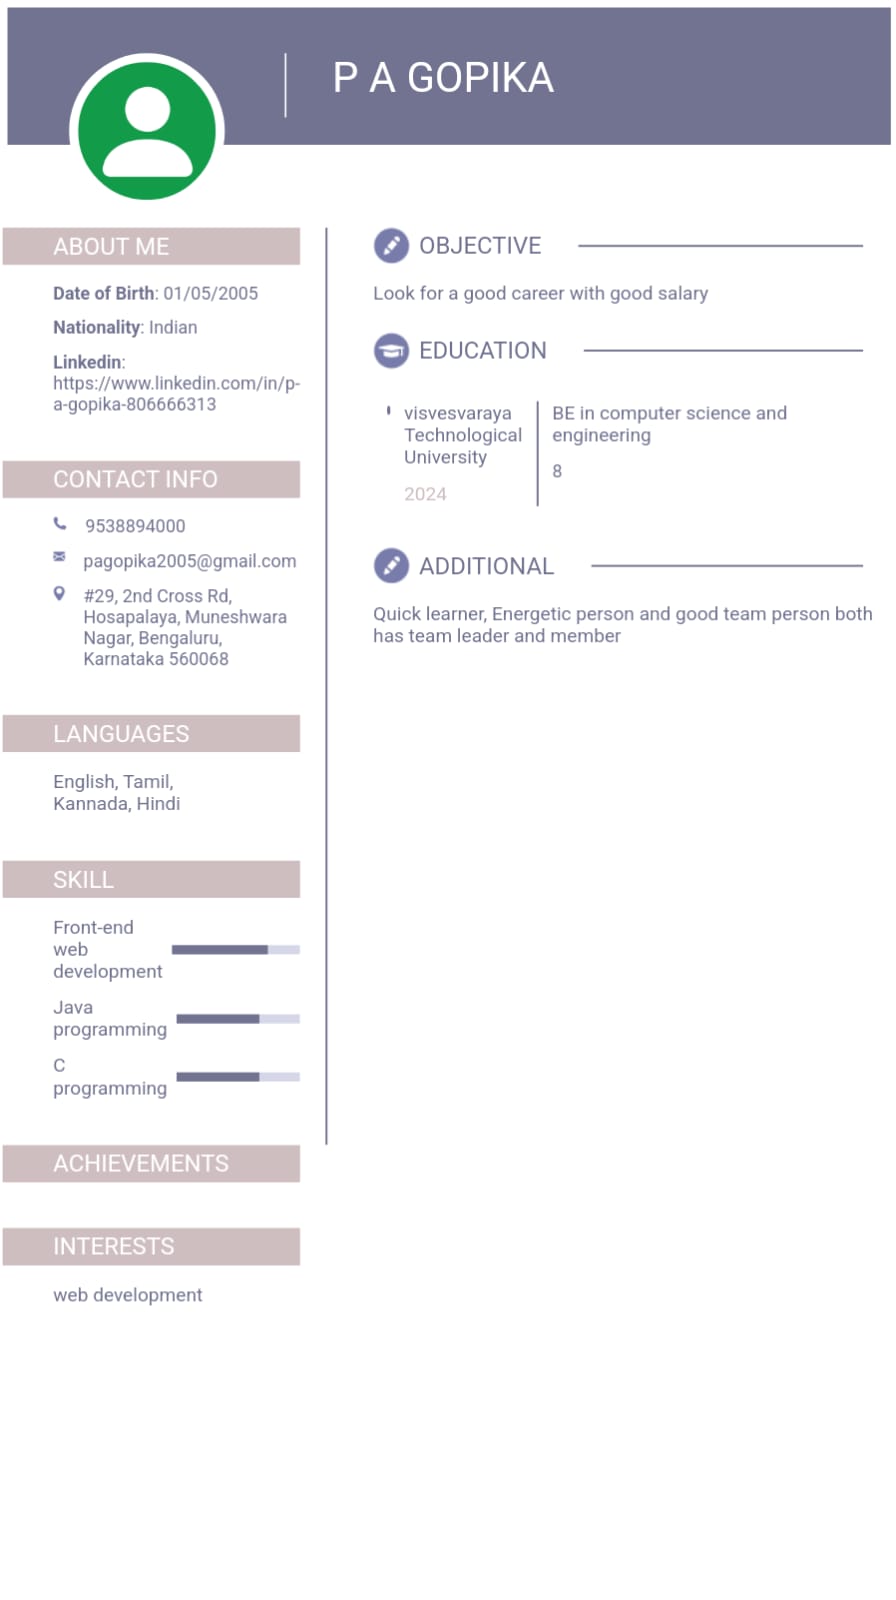 P A GOPIKA
ABOUT ME
Date of Birth: 01/05/2005
Nationality: Indian
Linkedin:
https://www.linkedin.com/in/p-
a-gopika-806666313
CONTACT INFO
9538894000
pagopika2005@gmail.com
#29, 2nd Cross Rd,
Hosapalaya, Muneshwara
Nagar, Bengaluru,
Karnataka 560068
LANGUAGES
English, Tamil,
Kannada, Hindi
SKILL
Front-end
web
development
Java
programming
C
programming
ACHIEVEMENTS
INTERESTS
web development
OBJECTIVE
Look for a good career with good salary
EDUCATION
visvesvaraya
Technological
University
2024
BE in computer science and
engineering
8
ADDITIONAL
Quick learner, Energetic person and good team person both
has team leader and member